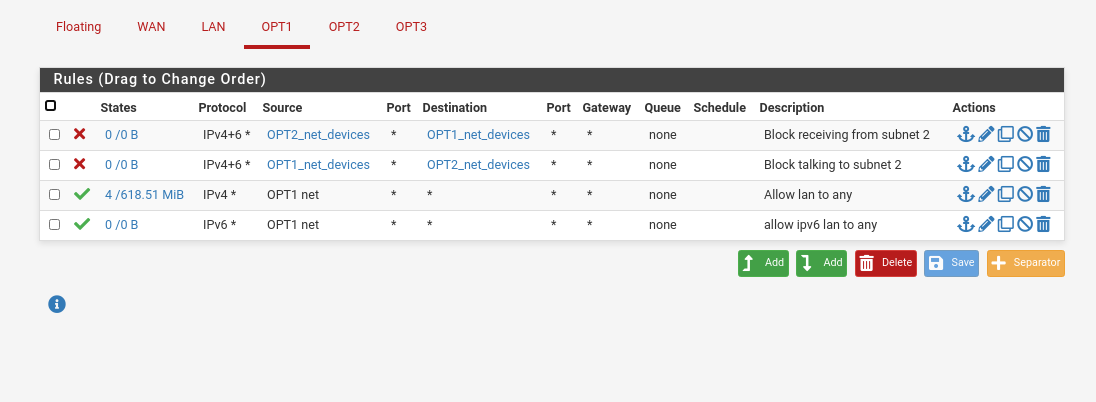 Floating WAN LAN OPT1 OPT2 OPT3
Rules (Drag to Change Order)
States Protocol Source Port Destination Port Gateway Queue Schedule Description Actions
0 /0 B IPv4+6 * OPT2_net_devices * OPT1_net_devices * * none Block receiving from subnet 2
0 /0 B IPv4+6 * OPT1_net_devices * OPT2_net_devices * * none Block talking to subnet 2
4 /618.51 MiB IPv4 * OPT1 net * * * * none Allow lan to any
0 /0 B IPv6 * OPT1 net * * * * none allow ipv6 lan to any
Add Add Delete Save Separator